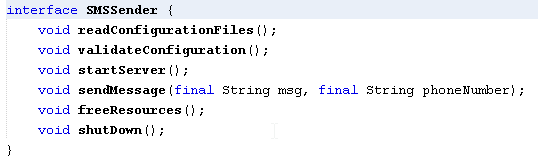 interface SMSSender {
    void readConfigurationFiles();
    void validateConfiguration();
    void startServer();
    void sendMessage(final String msg, final String phoneNumber);
    void freeResources();
    void shutDown();
}